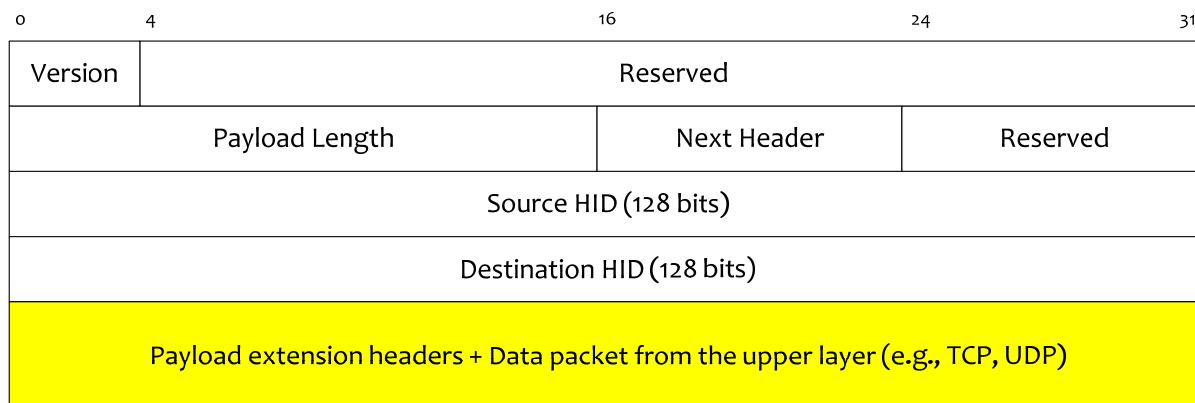 0 4 16 24 31
Version Reserved
Payload Length Next Header Reserved
Source HID (128 bits)
Destination HID (128 bits)
Payload extension headers + Data packet from the upper layer (e.g., TCP, UDP)